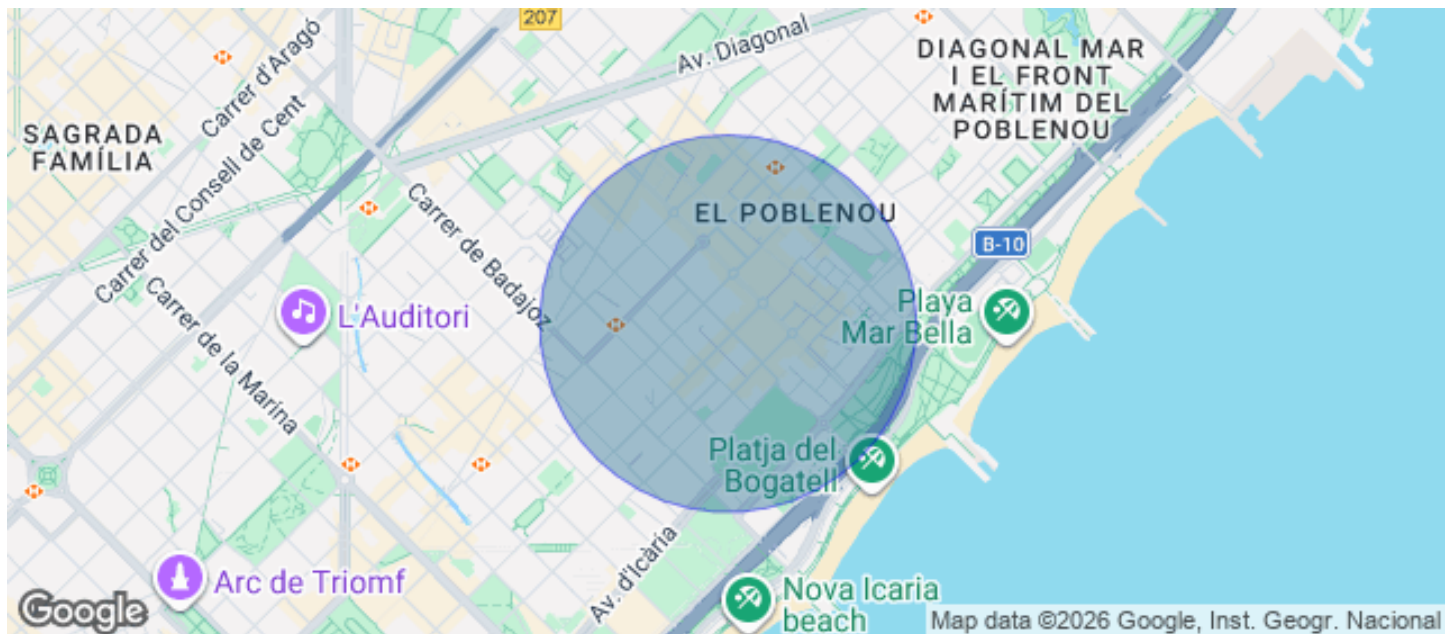 207
Carrer d'Aragó
Av. Diagonal
DIAGONAL MAR
I EL FRONT
MARÍTIM DEL
POBLENOU
SAGRADA
FAMÍLIA
Carrer del Consell de Cent
Carrer de Badajoz
EL POBLENOU
B-10
L'Auditori
Playa
Mar Bella
Carrer de la Marina
Platja del
Bogatell
Av. d'Icària
Arc de Triomf
Nova Icaria
beach
Google
Map data ©2026 Google, Inst. Geogr. Nacional